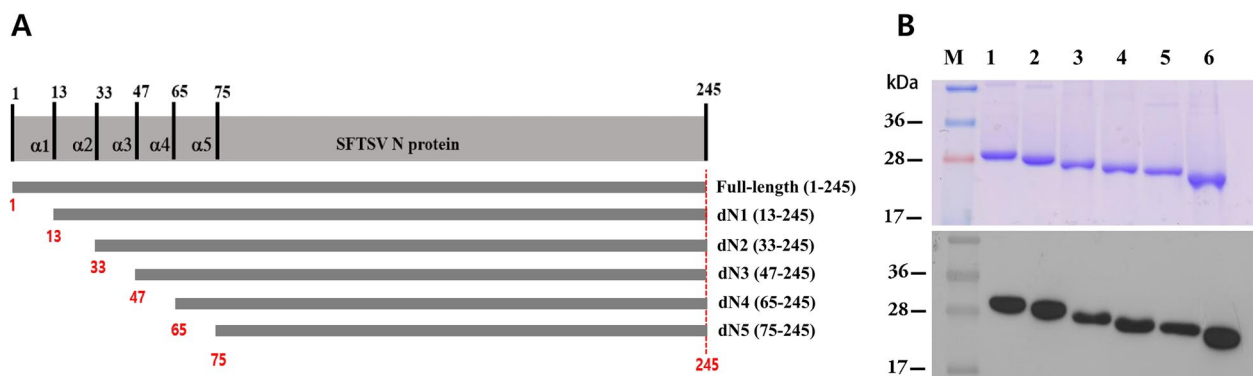 A
1 13 33 47 65 75 245
α1 α2 α3 α4 α5 SFTSV N protein
Full-length (1-245)
1
dN1 (13-245)
13
dN2 (33-245)
33
dN3 (47-245)
47
dN4 (65-245)
65
dN5 (75-245)
75 245
B
M 1 2 3 4 5 6
kDa
36
28
17
36
28
17